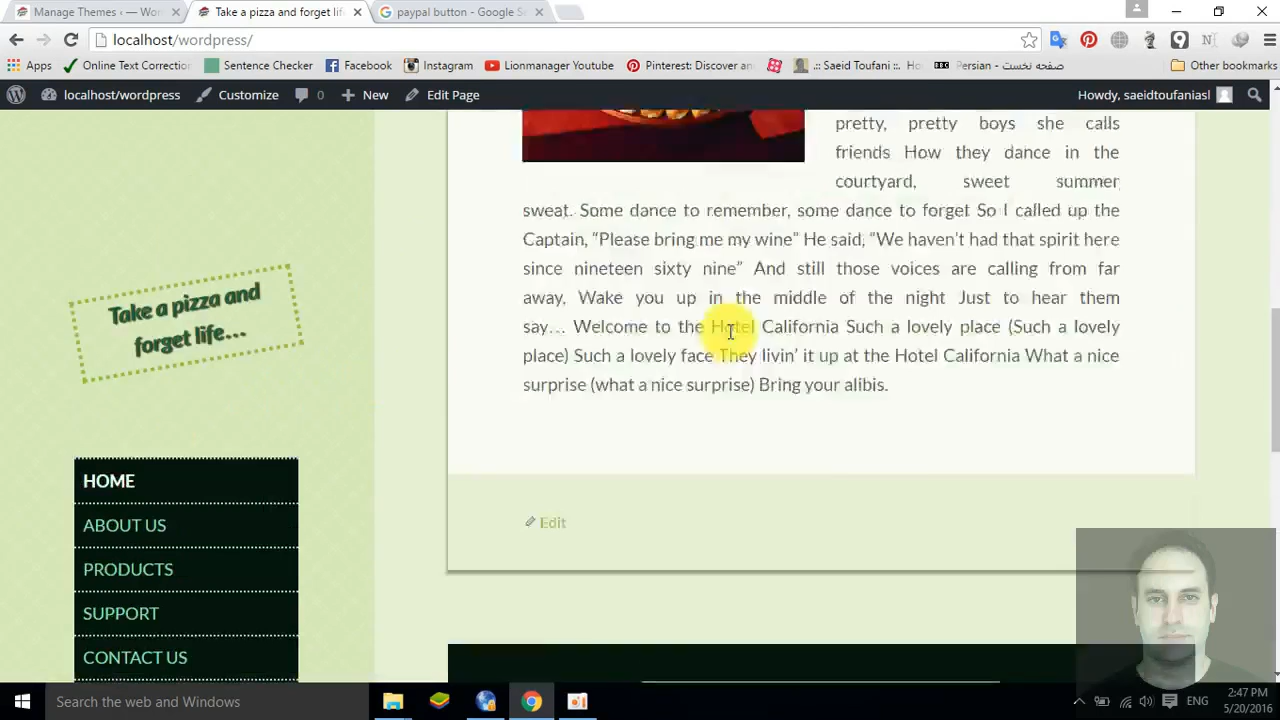 Manage Themes ‹ — Wo
Take a pizza and forget lif
paypal button - Google Se
localhost/wordpress/
Apps
Online Text Correction
Sentence Checker
Facebook
Instagram
Lionmanager Youtube
Pinterest: Discover an
.:: Saeid Toufani ::. Ho
BBC
Persian - صفحه نخست
Other bookmarks
localhost/wordpress
Customize
0
New
Edit Page
Howdy, saeidtoufaniasl
pretty, pretty boys she calls
friends How they dance in the
courtyard, sweet summer
sweat. Some dance to remember, some dance to forget So I called up the
Captain, “Please bring me my wine” He said, “We haven’t had that spirit here
since nineteen sixty nine” And still those voices are calling from far
away, Wake you up in the middle of the night Just to hear them
say… Welcome to the Hotel California Such a lovely place (Such a lovely
place) Such a lovely face They livin’ it up at the Hotel California What a nice
surprise (what a nice surprise) Bring your alibis.
Edit
Take a pizza and
forget life...
HOME
ABOUT US
PRODUCTS
SUPPORT
CONTACT US
Search the web and Windows
ENG
2:47 PM
5/20/2016